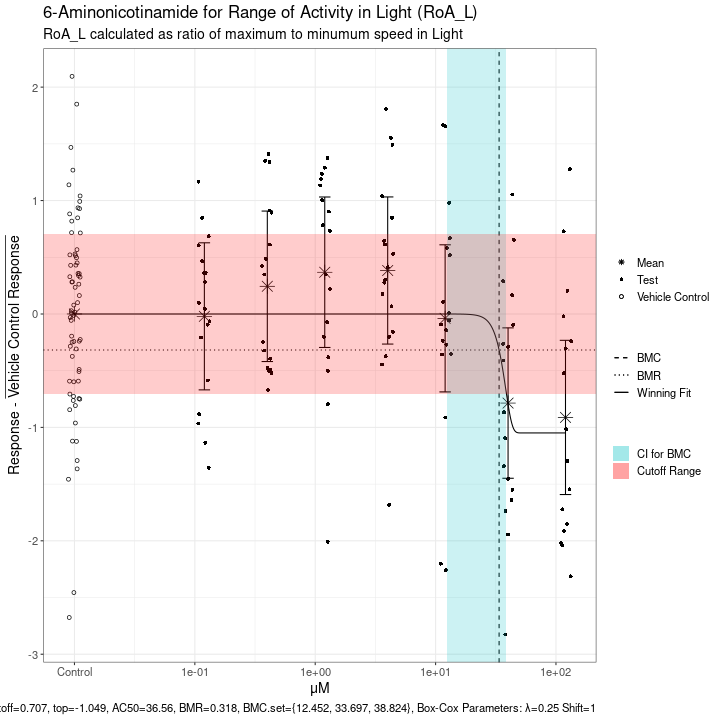 6-Aminonicotinamide for Range of Activity in Light (RoA_L)
RoA_L calculated as ratio of maximum to minumum speed in Light
Response - Vehicle Control Response
2
1
0
-1
-2
-3
Control
1e-01
1e+00
1e+01
1e+02
μM
Mean
Test
Vehicle Control
BMC
BMR
Winning Fit
CI for BMC
Cutoff Range
toff=0.707, top=-1.049, AC50=36.56, BMR=0.318, BMC.set={12.452, 33.697, 38.824}, Box-Cox Parameters: λ=0.25 Shift=1